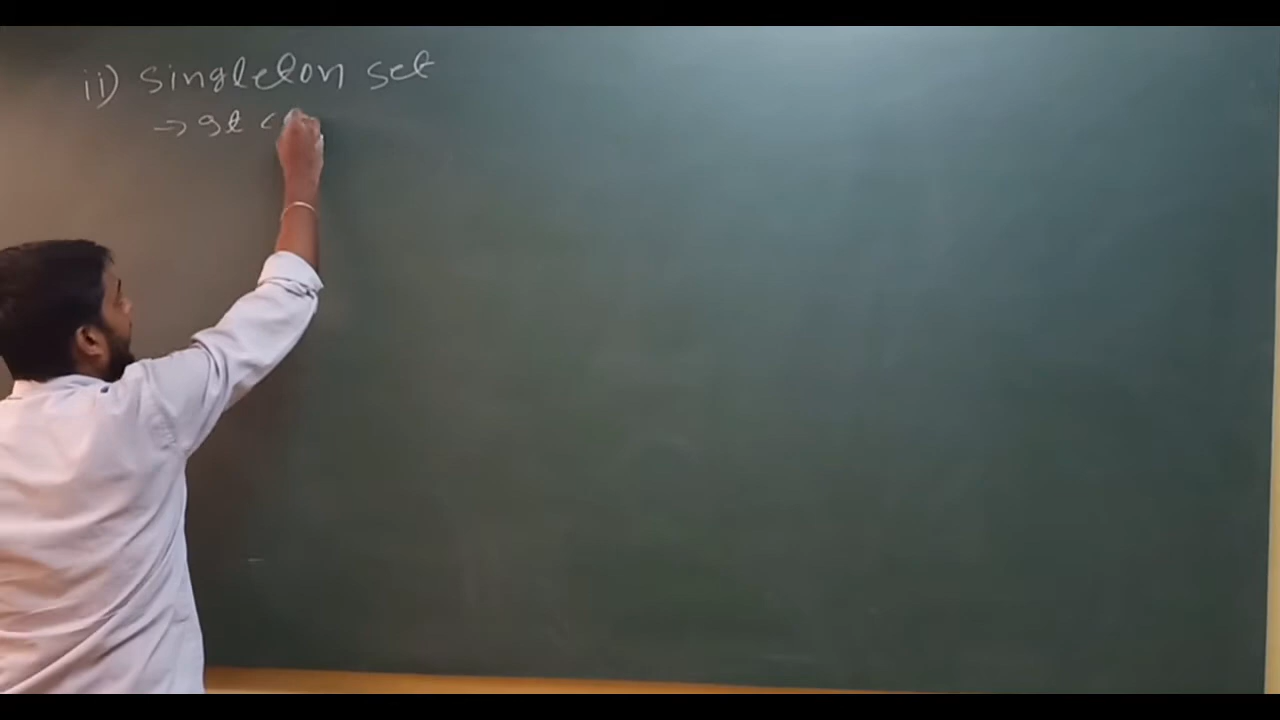 ii) singleton set
→ It c